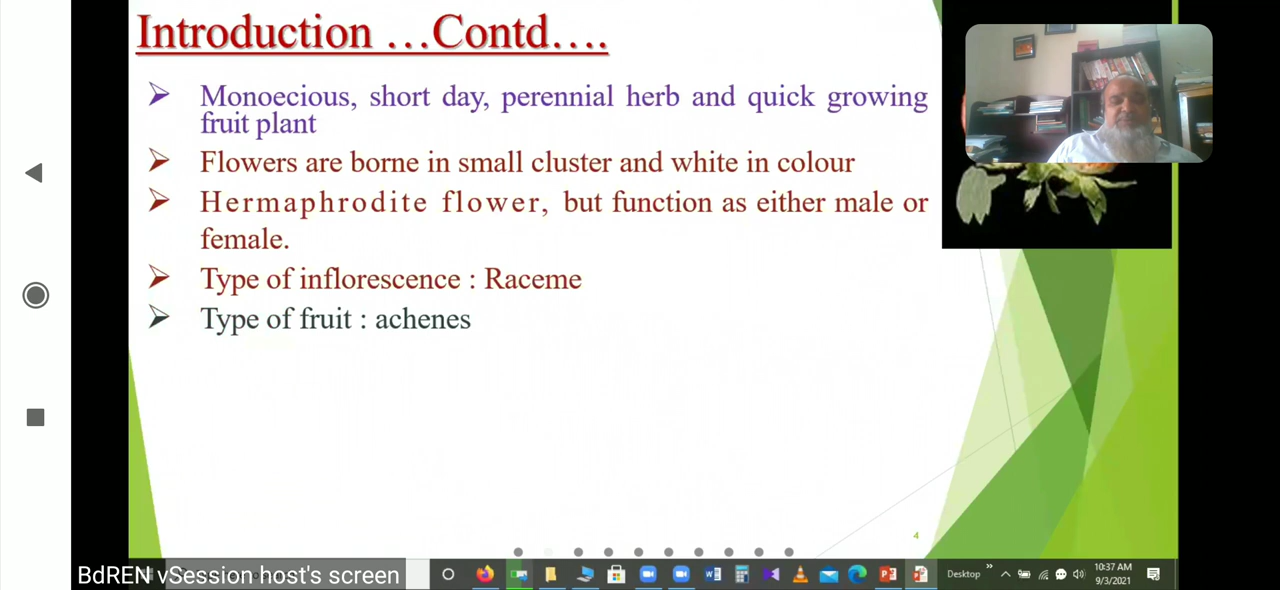 Introduction …Contd….
➢ Monoecious, short day, perennial herb and quick growing
fruit plant
➢ Flowers are borne in small cluster and white in colour
➢ Hermaphrodite flower, but function as either male or
female.
➢ Type of inflorescence : Raceme
➢ Type of fruit : achenes
4
BdREN vSession host's screen
Desktop
10:37 AM
9/3/2021